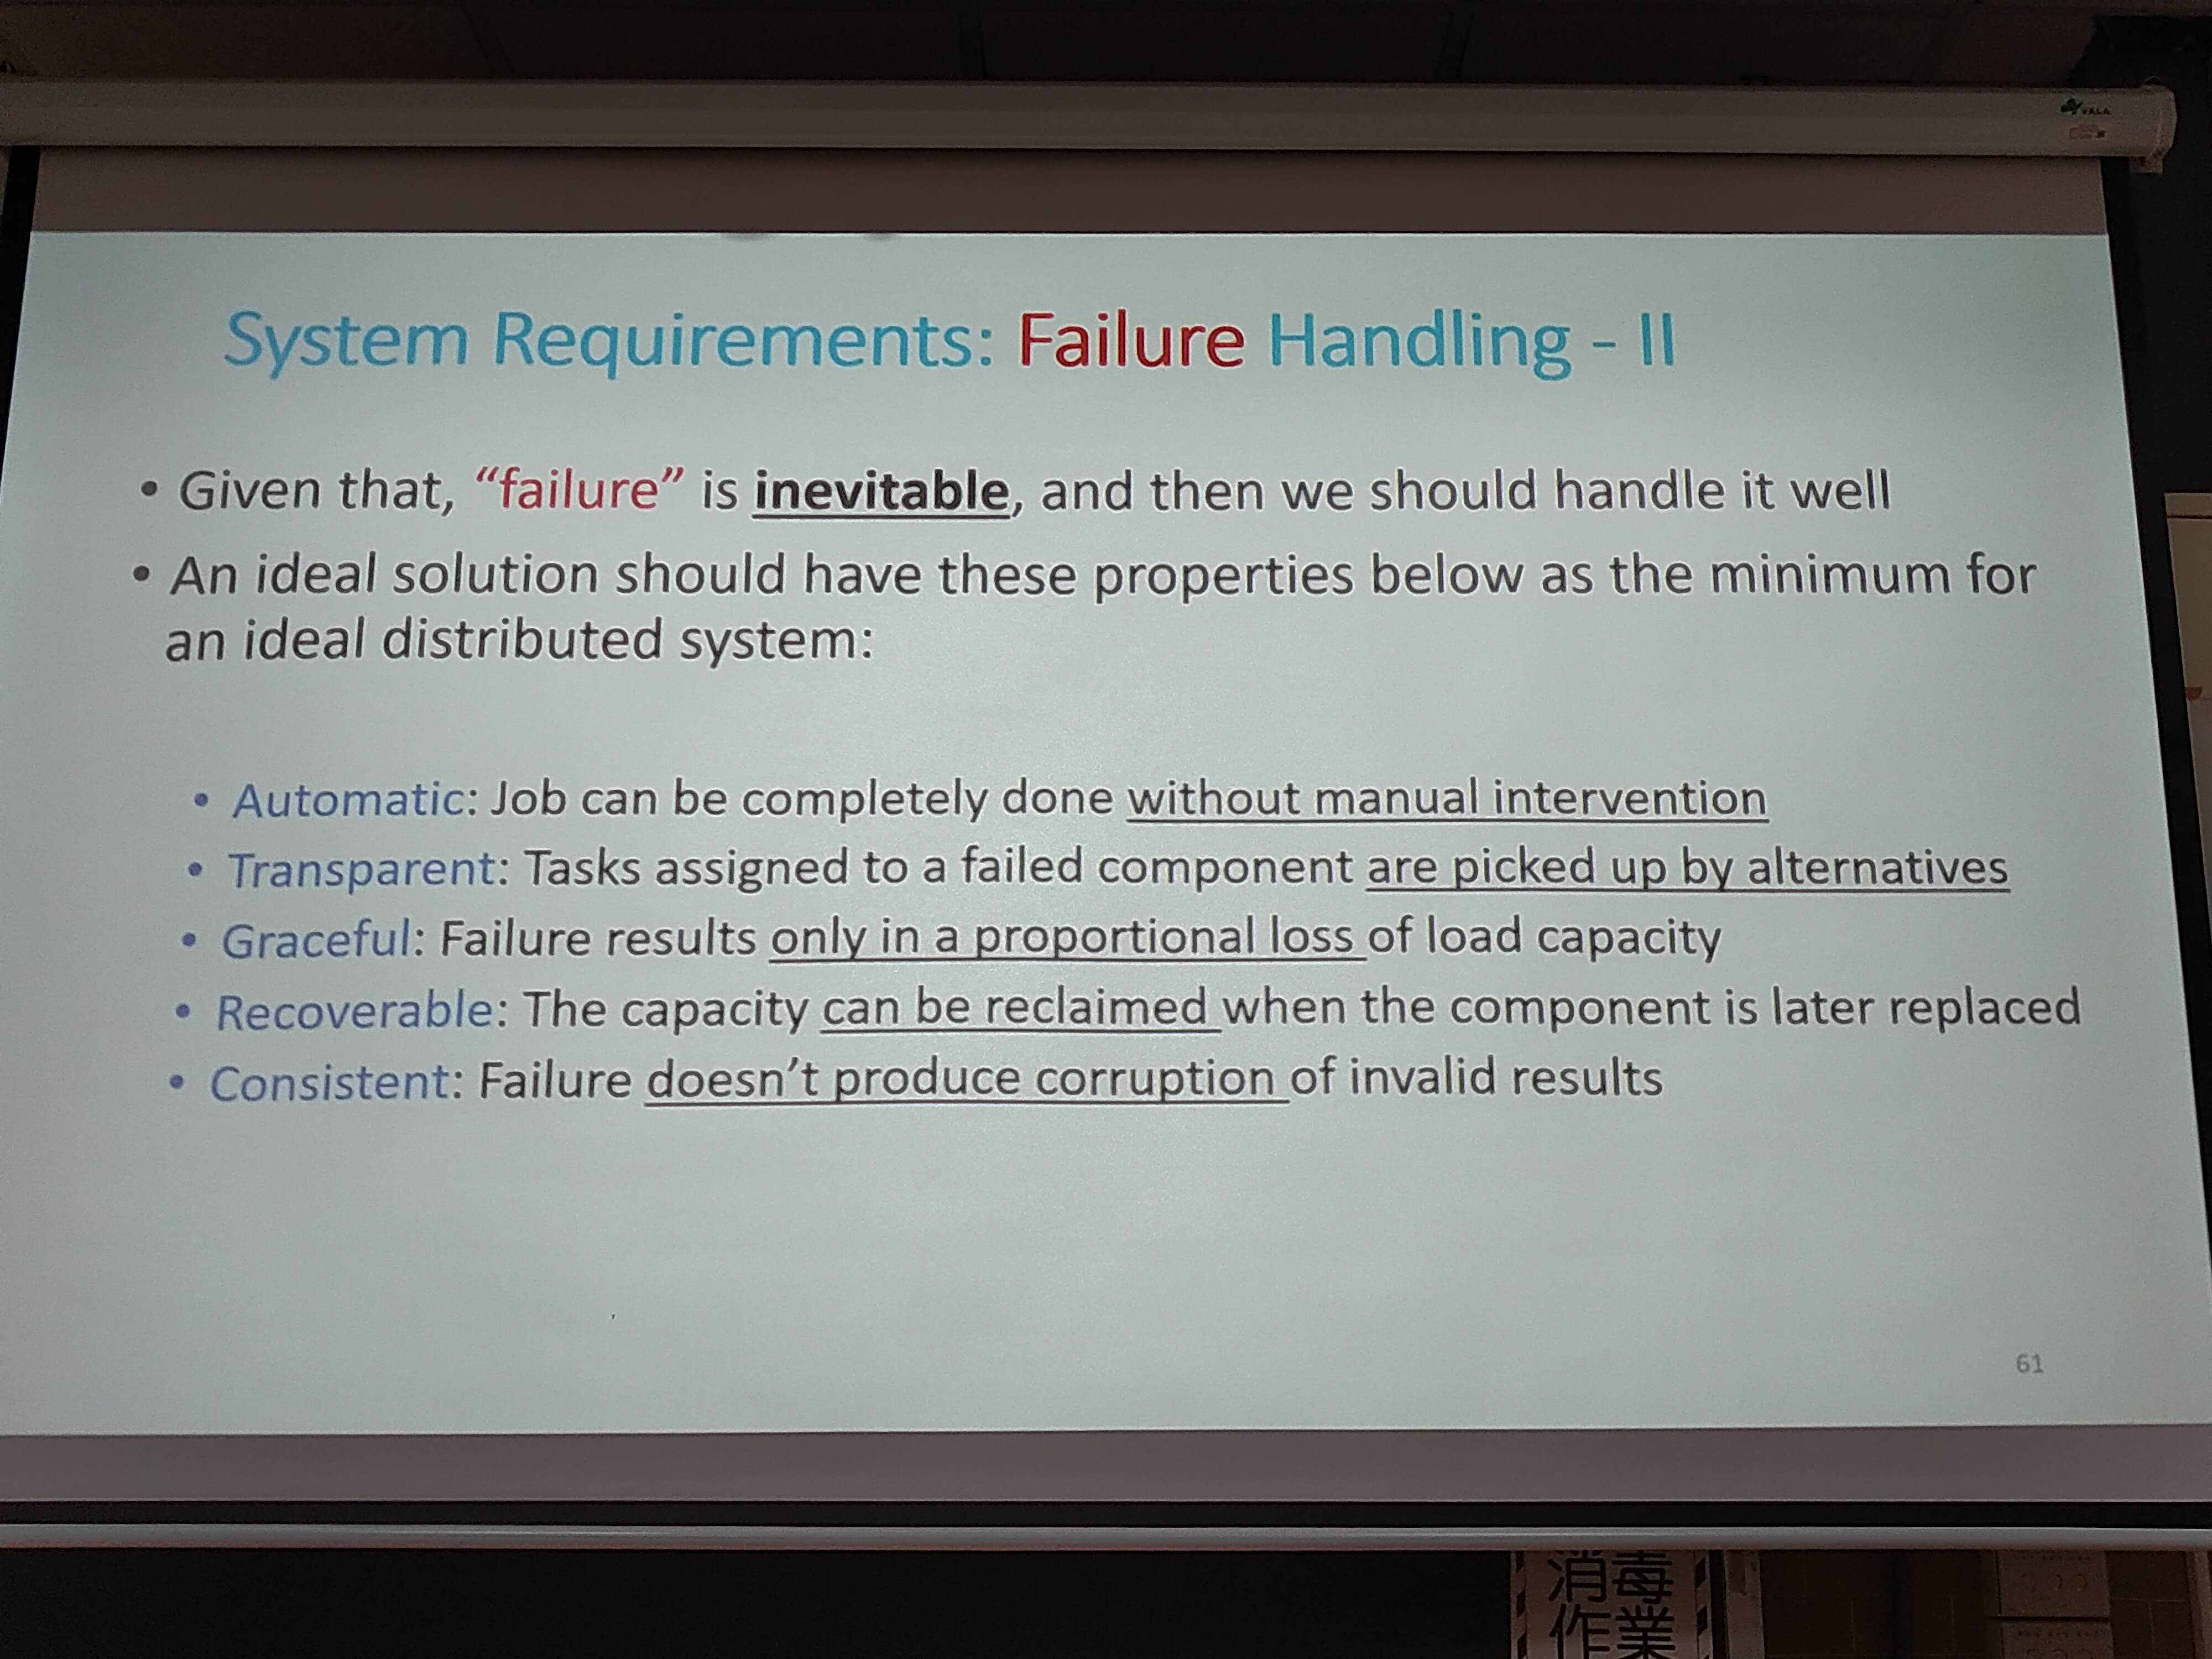 VALA
System Requirements: Failure Handling - II
• Given that, “failure” is inevitable, and then we should handle it well
• An ideal solution should have these properties below as the minimum for
an ideal distributed system:
• Automatic: Job can be completely done without manual intervention
• Transparent: Tasks assigned to a failed component are picked up by alternatives
• Graceful: Failure results only in a proportional loss of load capacity
• Recoverable: The capacity can be reclaimed when the component is later replaced
• Consistent: Failure doesn’t produce corruption of invalid results
61
消毒
作業